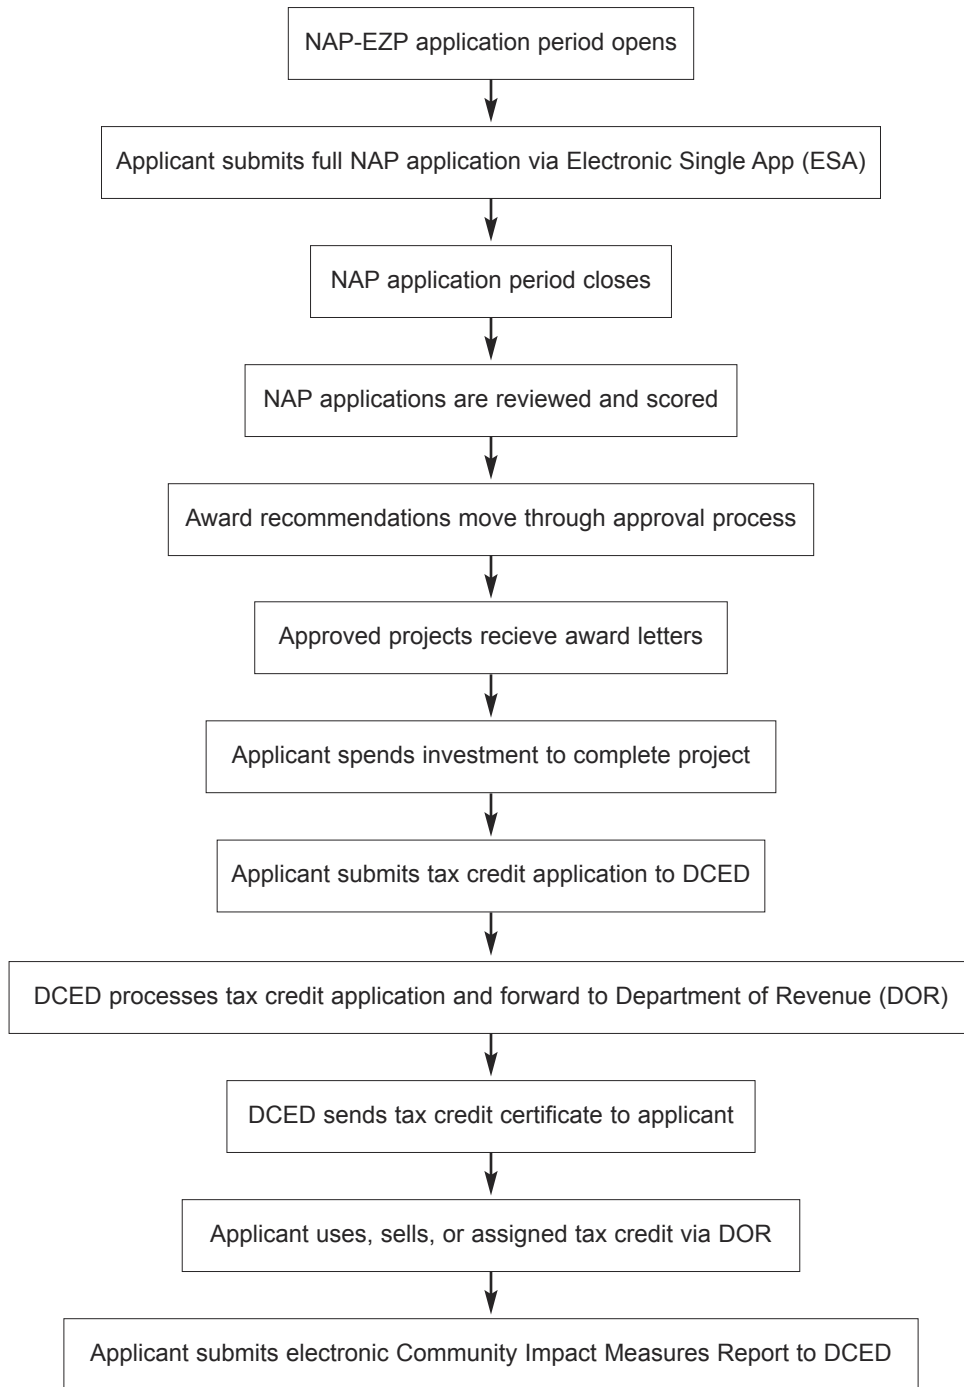 NAP-EZP application period opens
Applicant submits full NAP application via Electronic Single App (ESA)
NAP application period closes
NAP applications are reviewed and scored
Award recommendations move through approval process
Approved projects recieve award letters
Applicant spends investment to complete project
Applicant submits tax credit application to DCED
DCED processes tax credit application and forward to Department of Revenue (DOR)
DCED sends tax credit certificate to applicant
Applicant uses, sells, or assigned tax credit via DOR
Applicant submits electronic Community Impact Measures Report to DCED